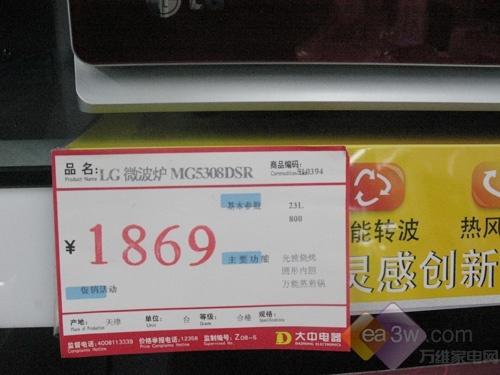 LG
品 名: LG 微波炉 MG5308DSR
Product Name
商品编码:
基本参数 23L
800
¥ 1869
主要功能 光波烧烤
圆形内胆
万能蒸煎锅
促销活动
产地: 天津 单位: 台 等级: 合格 规格:
Place of Production Unit Grade Specifications
监督电话:4008113339 价格举报电话:12358 监制编号: Z08-5
Complaint Hotline Price Complaints Hotline Supervised No.
大中电器
DAZHONG ELECTRONICS
能转波
热风
灵感创新
ea3w.com
万维家电网